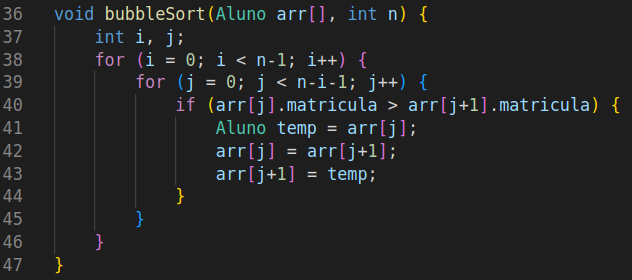 36 void bubbleSort(Aluno arr[], int n) {
37     int i, j;
38     for (i = 0; i < n-1; i++) {
39         for (j = 0; j < n-i-1; j++) {
40             if (arr[j].matricula > arr[j+1].matricula) {
41                 Aluno temp = arr[j];
42                 arr[j] = arr[j+1];
43                 arr[j+1] = temp;
44             }
45         }
46     }
47 }